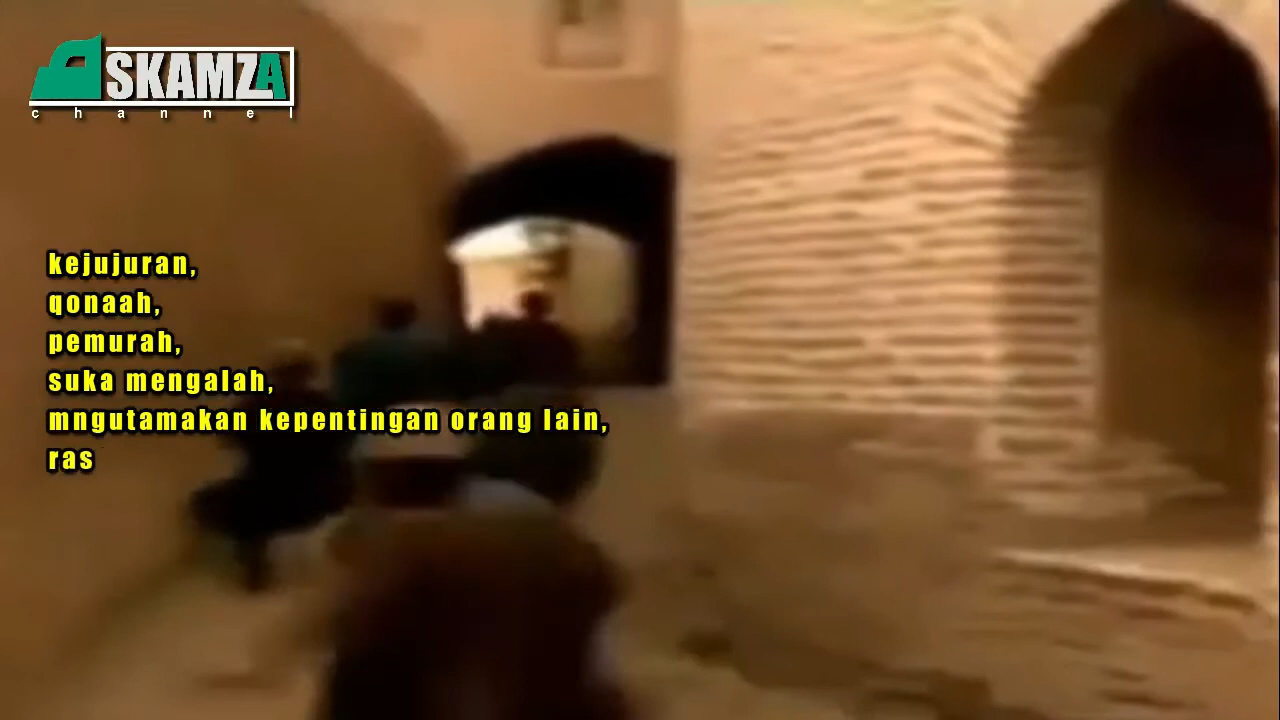 SKAMZA
channel
kejujuran,
qonaah,
pemurah,
suka mengalah,
mngutamakan kepentingan orang lain,
ras